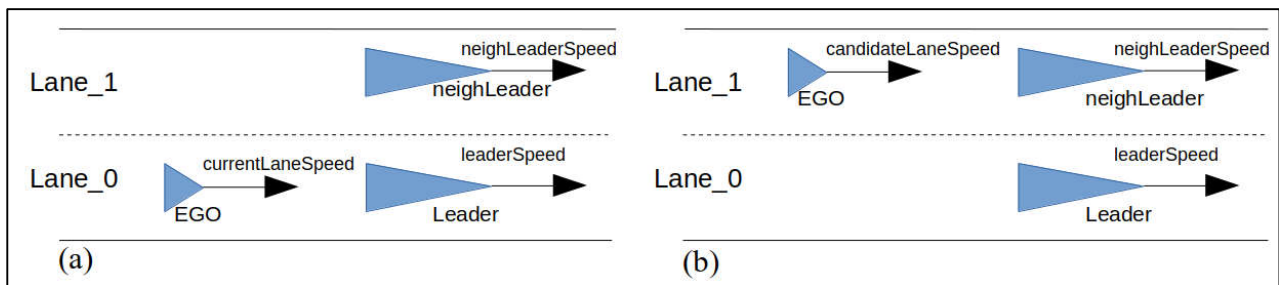 neighLeaderSpeed
Lane_1
neighLeader
currentLaneSpeed
leaderSpeed
Lane_0
EGO
Leader
(a)
candidateLaneSpeed
neighLeaderSpeed
Lane_1
EGO
neighLeader
leaderSpeed
Lane_0
Leader
(b)